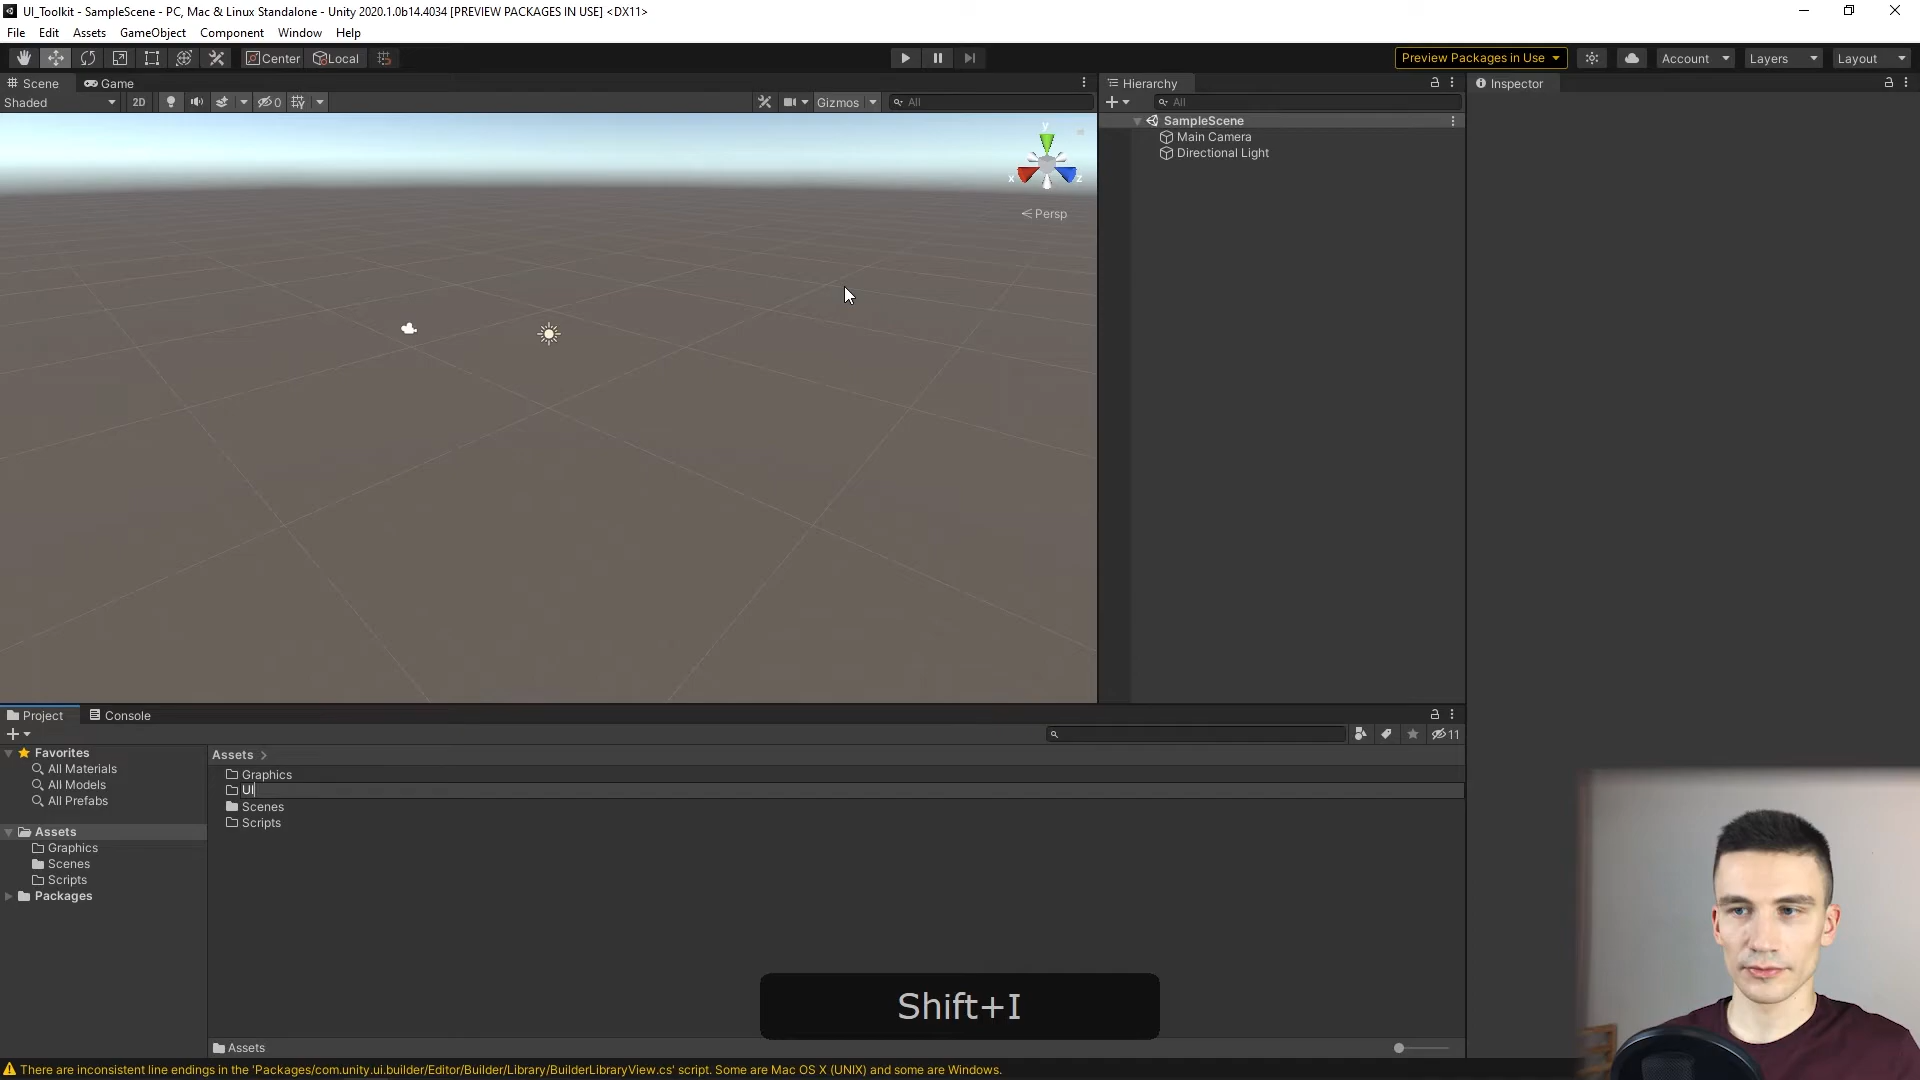 UI_Toolkit - SampleScene - PC, Mac & Linux Standalone - Unity 2020.1.0b14.4034 [PREVIEW PACKAGES IN USE] <DX11>
File Edit Assets GameObject Component Window Help
Center Local Preview Packages in Use Account Layers Layout
Scene Game Hierarchy Inspector
Shaded 2D 0 Gizmos All All
SampleScene
Main Camera
Directional Light
y
x z
Persp
Project Console
11
Favorites
All Materials
All Models
All Prefabs
Assets
Graphics
Scenes
Scripts
Packages
Assets
Graphics
UI
Scenes
Scripts
Shift+I
Assets
There are inconsistent line endings in the 'Packages/com.unity.ui.builder/Editor/Builder/Library/BuilderLibraryView.cs' script. Some are Mac OS X (UNIX) and some are Windows.